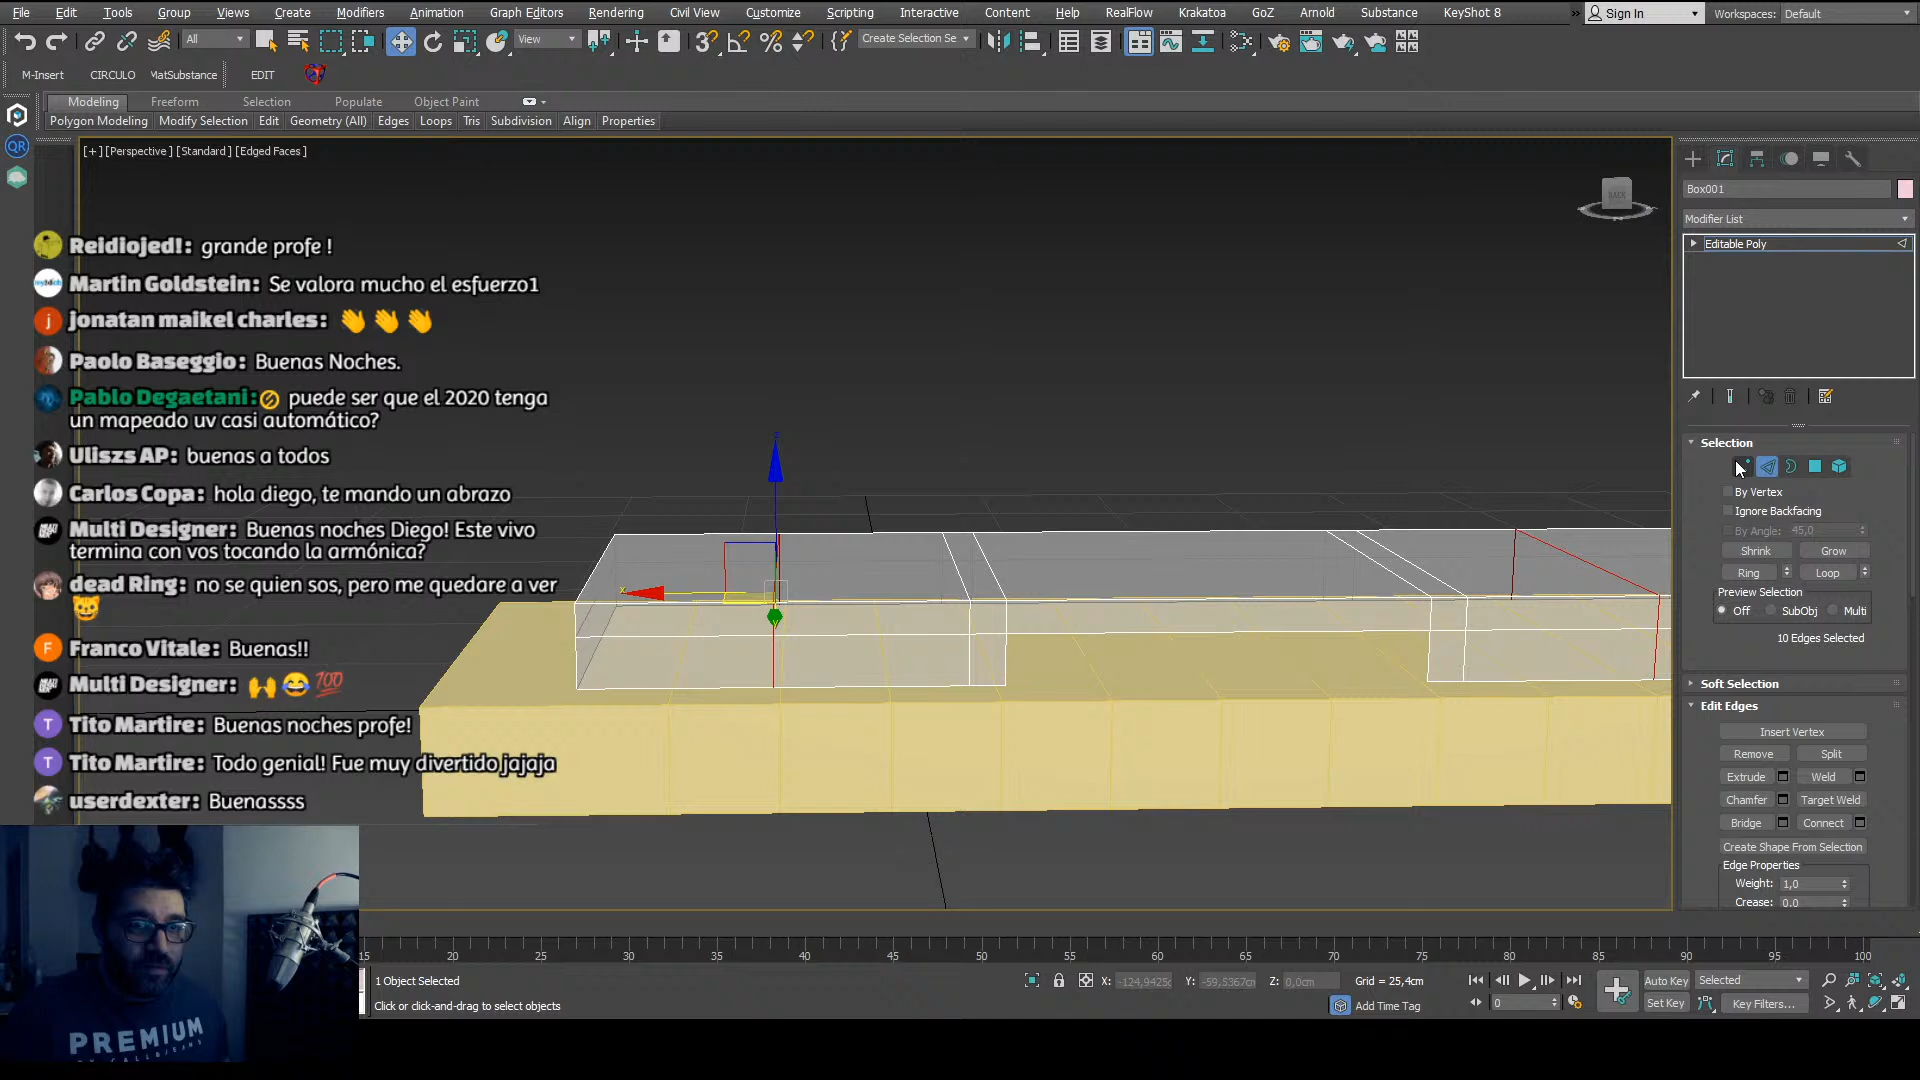 File Edit Tools Group Views Create Modifiers Animation Graph Editors Rendering Civil View Customize Scripting Interactive Content Help RealFlow Krakatoa GoZ Arnold Substance KeyShot 8 » Sign In Workspaces: Default
All View Create Selection Se
M-Insert CIRCULO MatSubstance EDIT
Modeling Freeform Selection Populate Object Paint
Polygon Modeling Modify Selection Edit Geometry (All) Edges Loops Tris Subdivision Align Properties
QR
[+] [Perspective] [Standard] [Edged Faces]
BACK
Box001
Modifier List
Editable Poly
Reidiojed!: grande profe !
Martin Goldstein: Se valora mucho el esfuerzo1
jonatan maikel charles: 👏 👏 👏
Paolo Baseggio: Buenas Noches.
Pablo Degaetani: puede ser que el 2020 tenga
un mapeado uv casi automático?
Uliszs AP: buenas a todos
Carlos Copa: hola diego, te mando un abrazo
Multi Designer: Buenas noches Diego! Este vivo
termina con vos tocando la armónica?
dead Ring: no se quien sos, pero me quedare a ver
😺
Franco Vitale: Buenas!!
Multi Designer: 🙌 😂 💯
Tito Martire: Buenas noches profe!
Tito Martire: Todo genial! Fue muy divertido jajaja
userdexter: Buenassss
x
z
y
Selection
By Vertex
Ignore Backfacing
By Angle: 45,0
Shrink Grow
Ring Loop
Preview Selection
Off SubObj Multi
10 Edges Selected
Soft Selection
Edit Edges
Insert Vertex
Remove Split
Extrude Weld
Chamfer Target Weld
Bridge Connect
Create Shape From Selection
Edge Properties
Weight: 1,0
Crease: 0,0
PREMIUM
15 20 25 30 35 40 45 50 55 60 65 70 75 80 85 90 95 100
1 Object Selected
Click or click-and-drag to select objects
X: -124,9425c Y: -59,5367c Z: 0,0cm Grid = 25,4cm
Add Time Tag
0
Auto Key Selected
Set Key Key Filters...